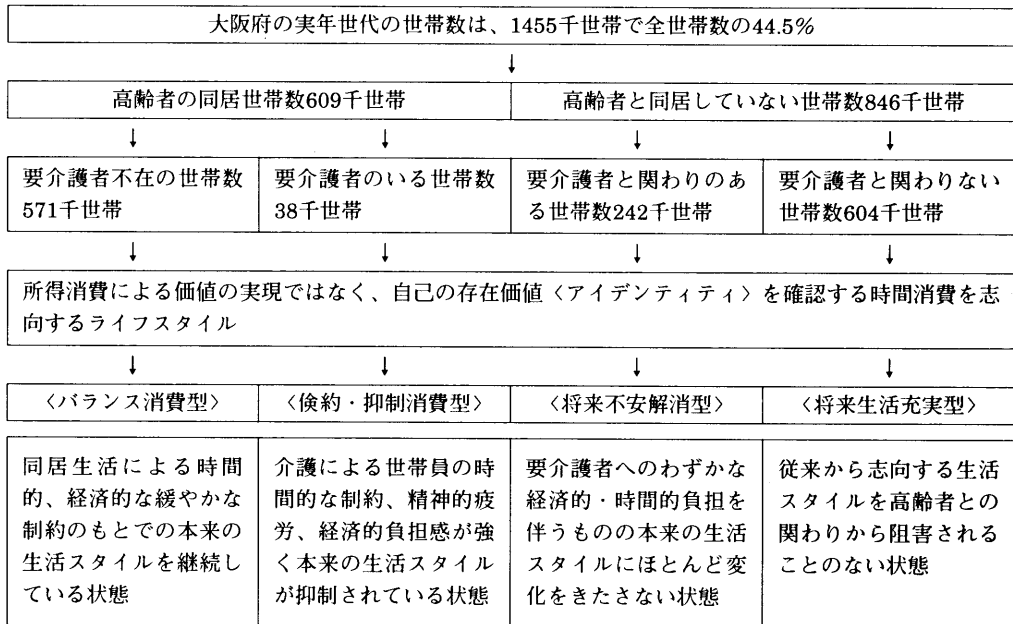 大阪府の実年世代の世帯数は、1455千世帯で全世帯数の44.5%
↓
高齢者の同居世帯数609千世帯
高齢者と同居していない世帯数846千世帯
↓ ↓ ↓ ↓
要介護者不在の世帯数
571千世帯
要介護者のいる世帯数
38千世帯
要介護者と関わりのあ
る世帯数242千世帯
要介護者と関わりない
世帯数604千世帯
↓ ↓ ↓ ↓
所得消費による価値の実現ではなく、自己の存在価値〈アイデンティティ〉を確認する時間消費を志
向するライフスタイル
↓ ↓ ↓ ↓
〈バランス消費型〉
〈倹約・抑制消費型〉
〈将来不安解消型〉
〈将来生活充実型〉
同居生活による時間
的、経済的な緩やかな
制約のもとでの本来の
生活スタイルを継続し
ている状態
介護による世帯員の時
間的な制約、精神的疲
労、経済的負担感が強
く本来の生活スタイル
が抑制されている状態
要介護者へのわずかな
経済的・時間的負担を
伴うものの本来の生活
スタイルにほとんど変
化をきたさない状態
従来から志向する生活
スタイルを高齢者との
関わりから阻害される
ことのない状態